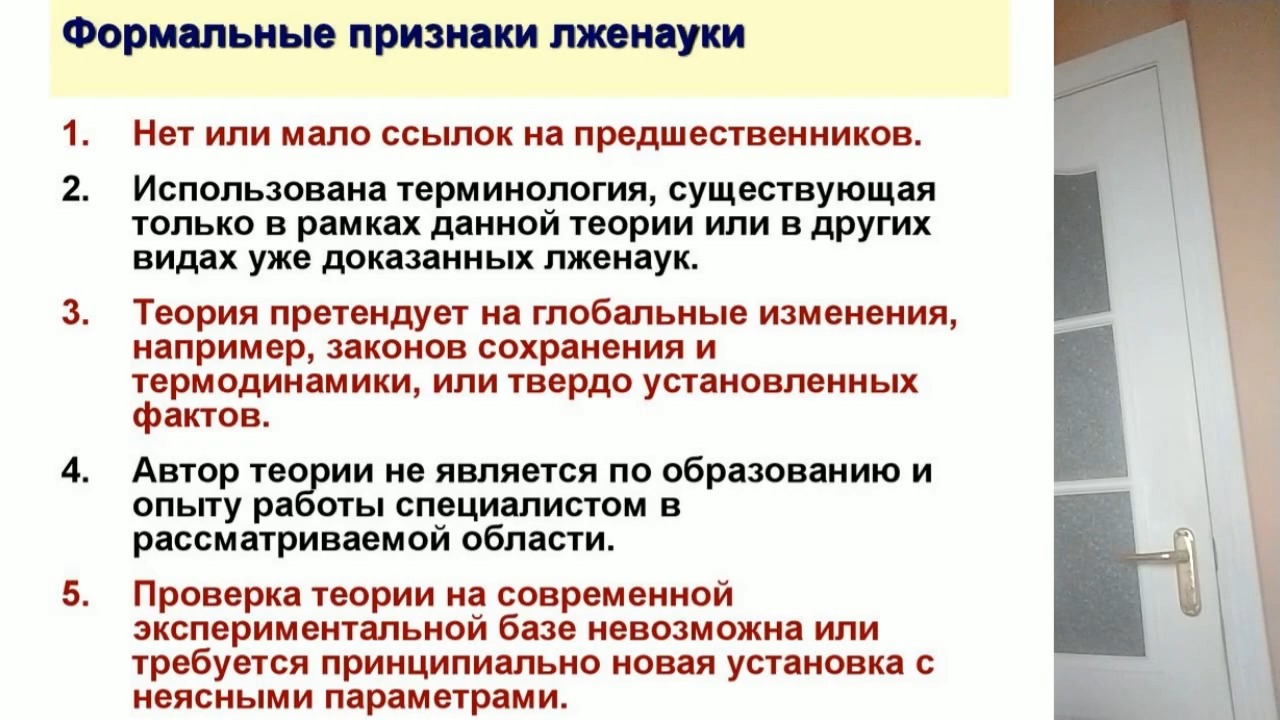 Формальные признаки лженауки
1. Нет или мало ссылок на предшественников.
2. Использована терминология, существующая
только в рамках данной теории или в других
видах уже доказанных лженаук.
3. Теория претендует на глобальные изменения,
например, законов сохранения и
термодинамики, или твердо установленных
фактов.
4. Автор теории не является по образованию и
опыту работы специалистом в
рассматриваемой области.
5. Проверка теории на современной
экспериментальной базе невозможна или
требуется принципиально новая установка с
неясными параметрами.